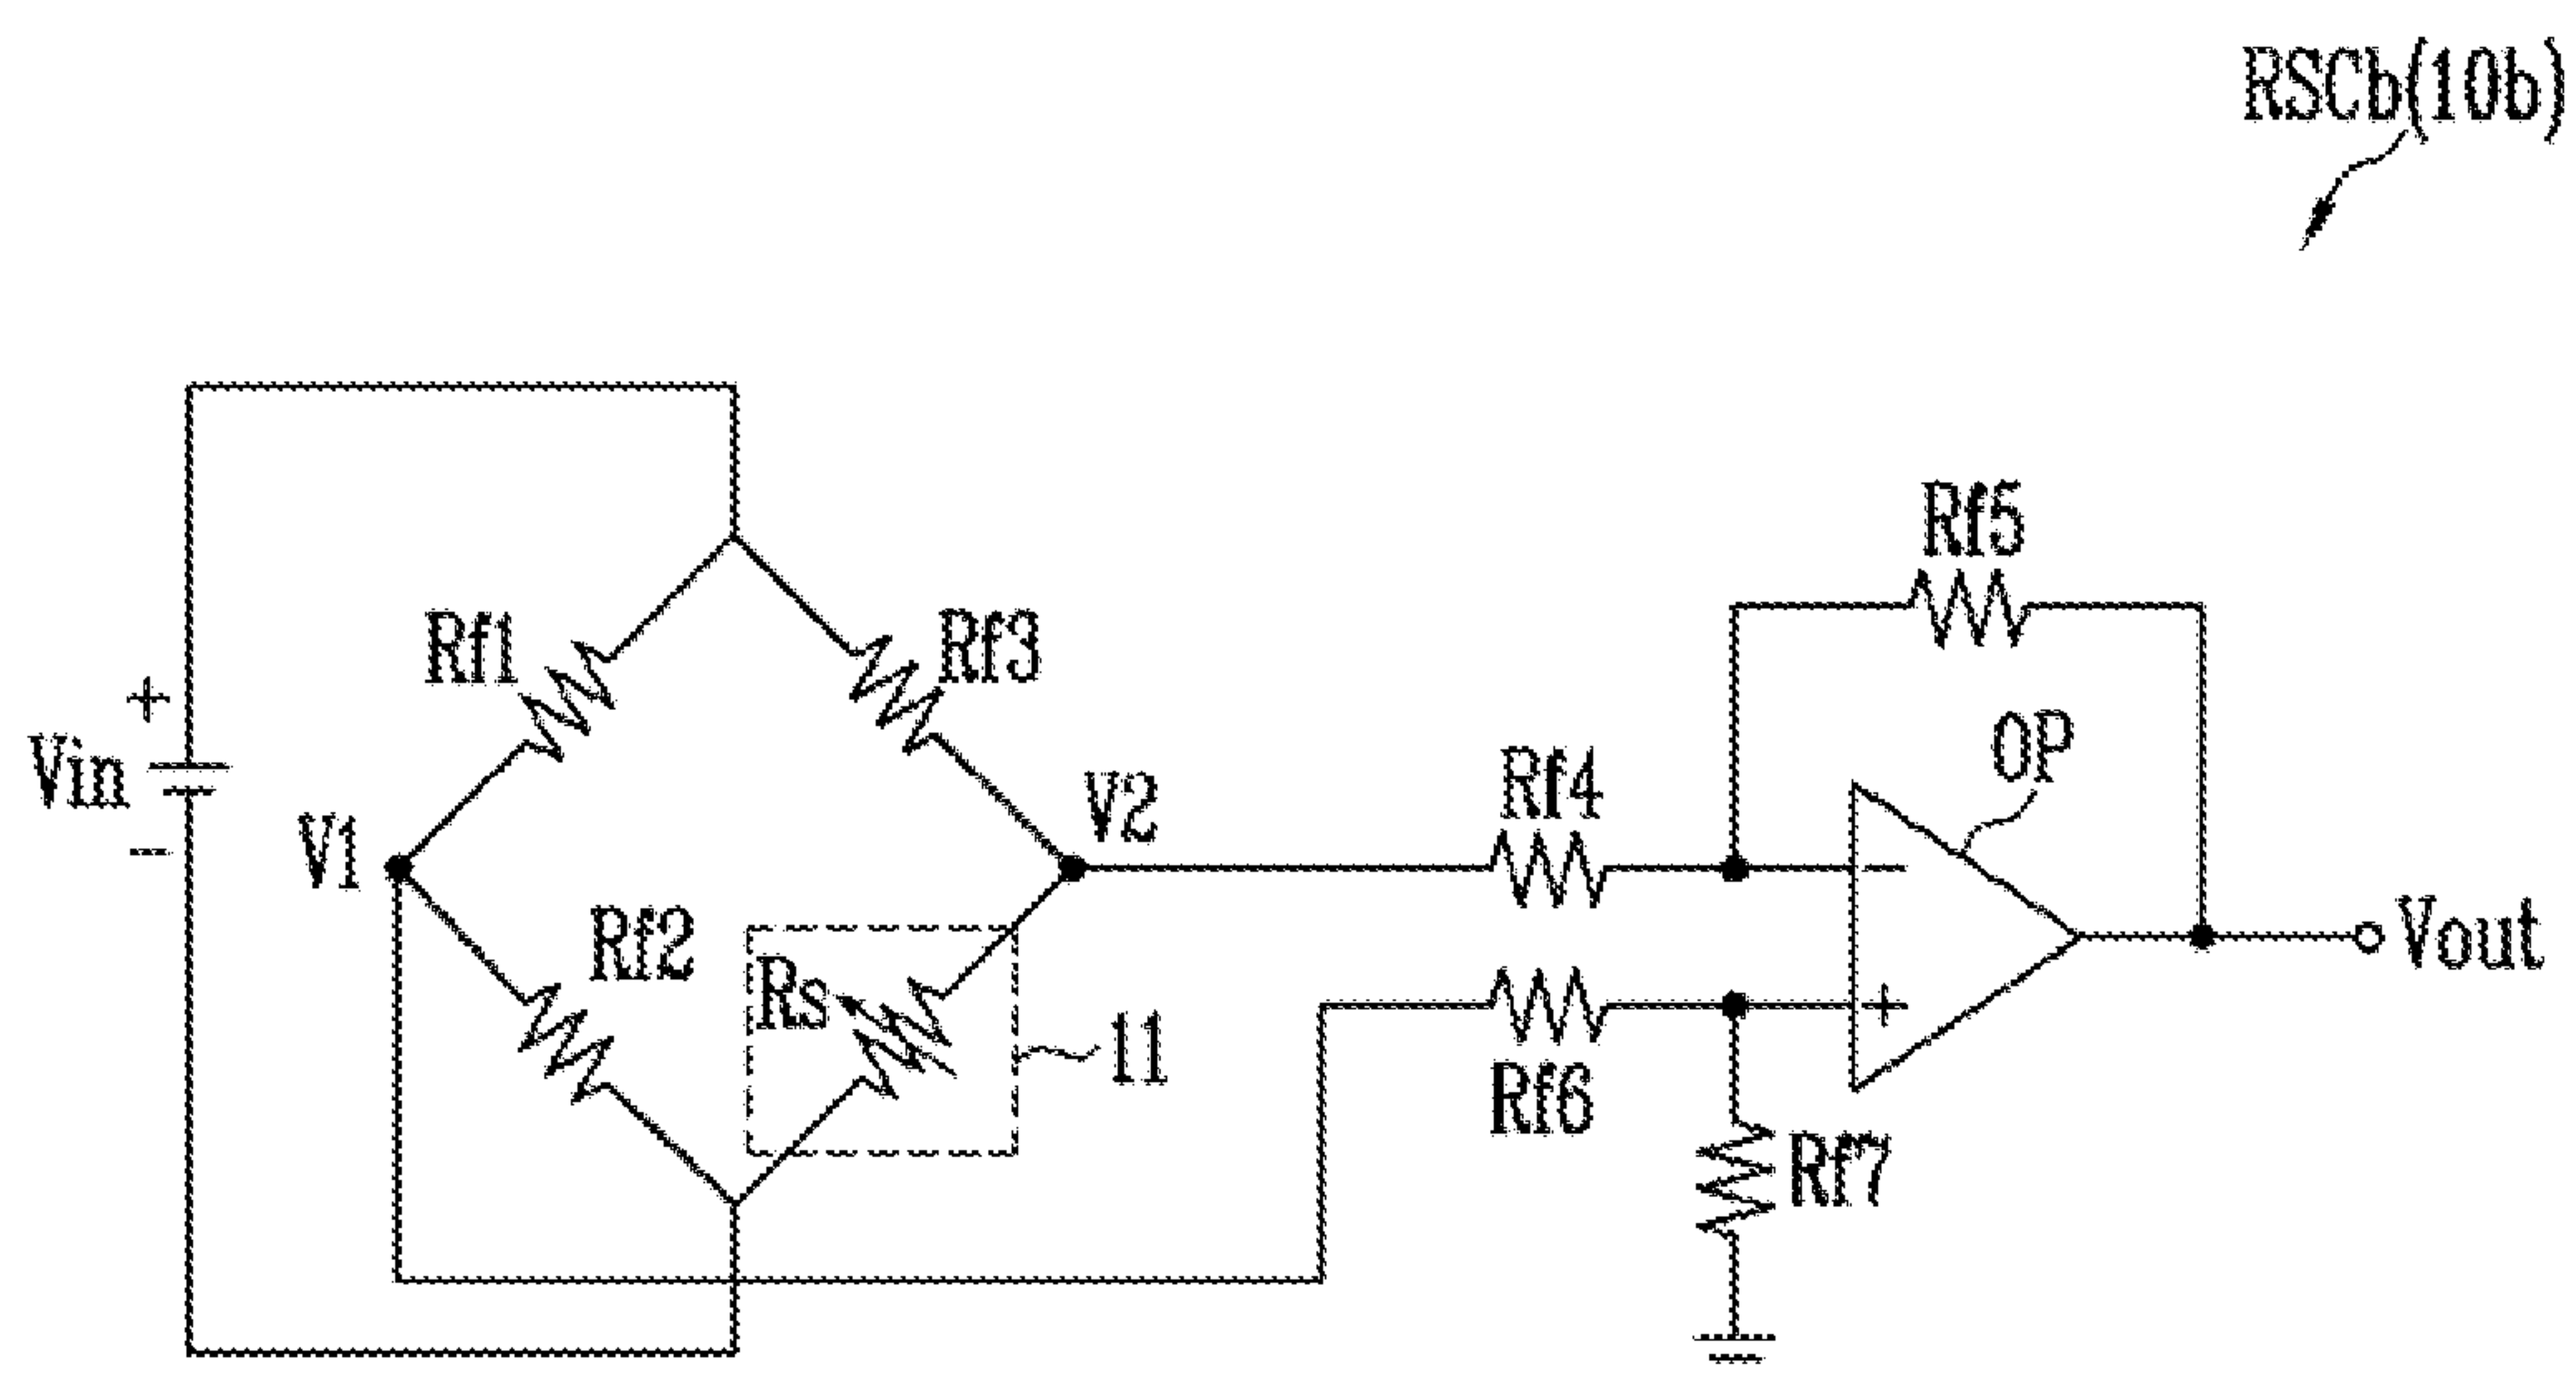 RSCb(10b)
Rf5
Rf1
Rf3
+
Vin
−
OP
Rf4
V2
V1
−
Rf2
Vout
Rs
11
+
Rf6
Rf7